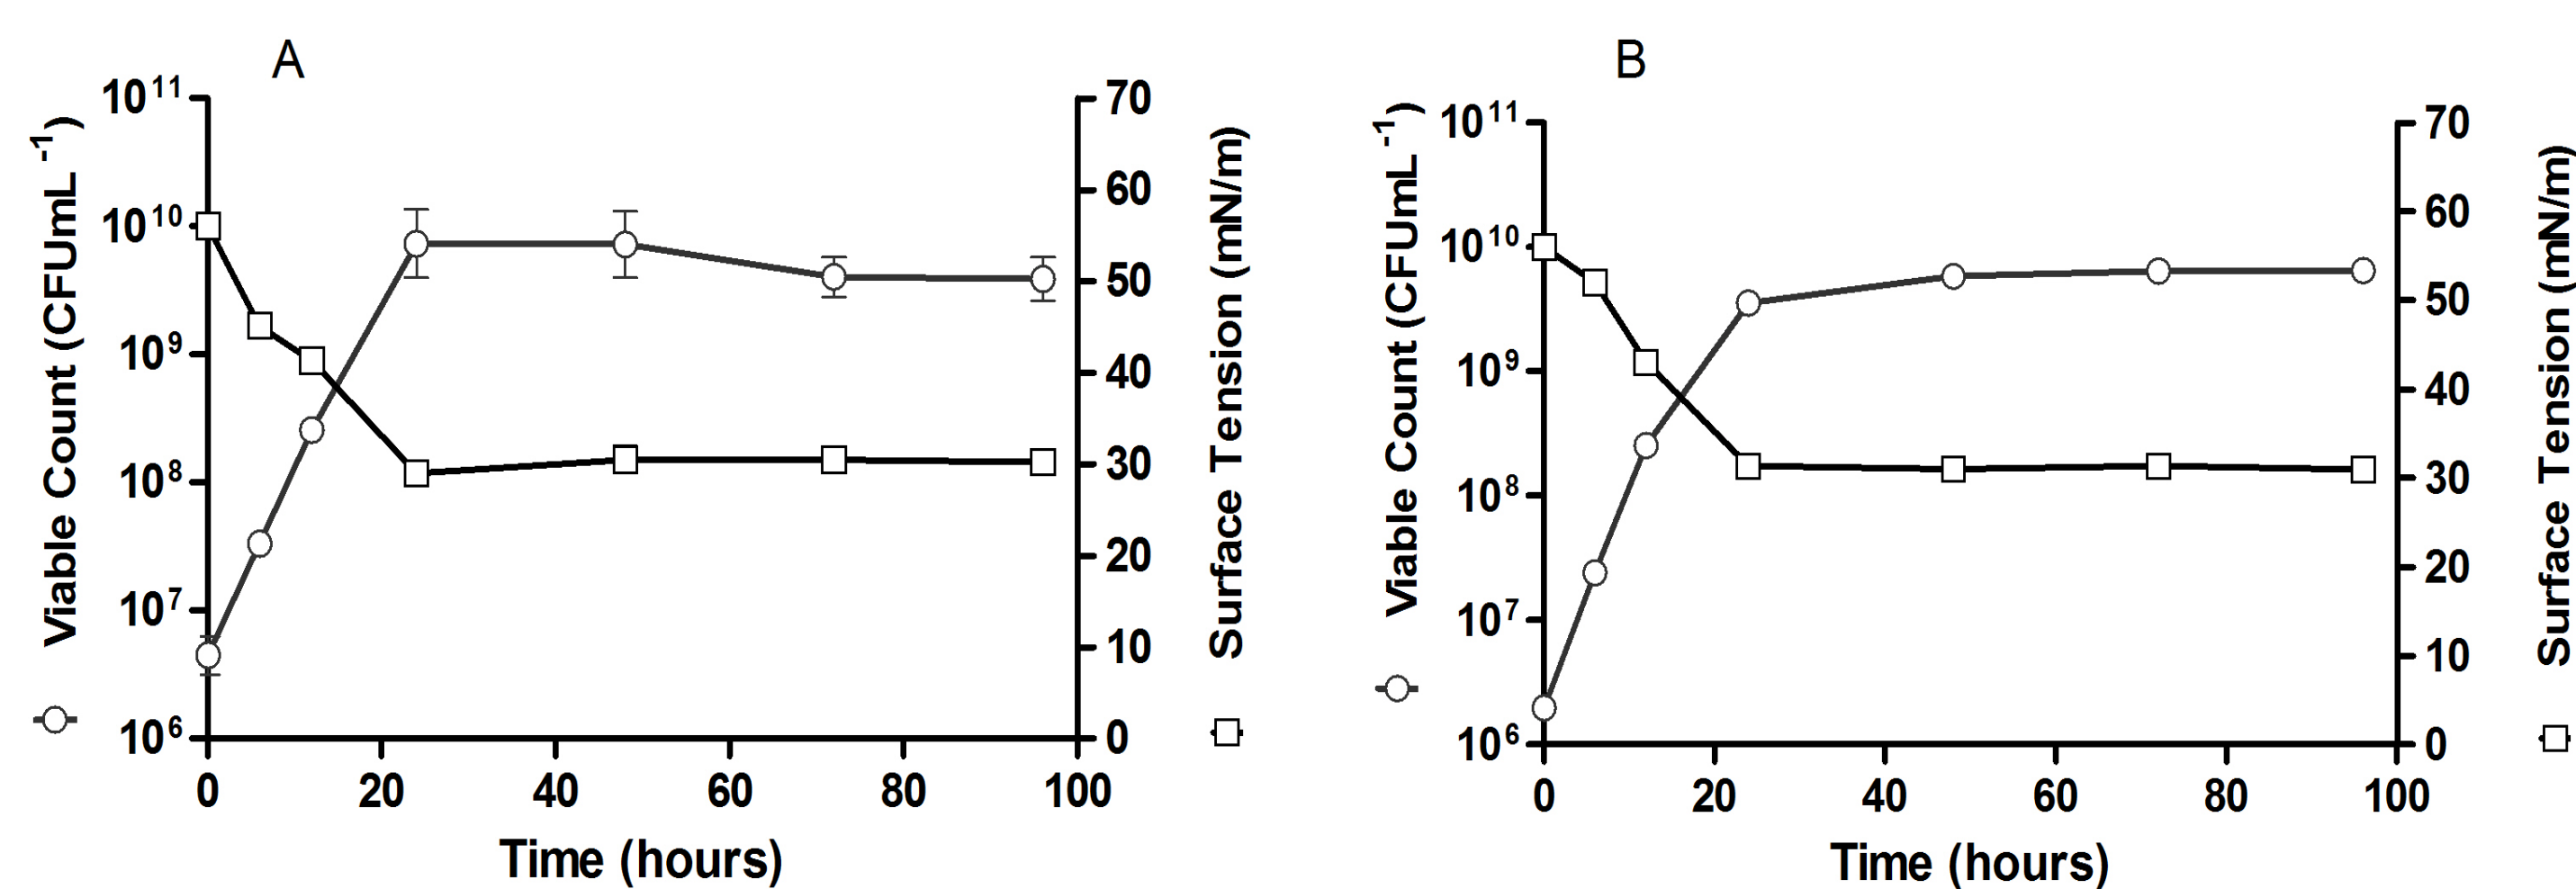 A
10^11
10^10
10^9
10^8
10^7
10^6
Viable Count (CFUmL^-1)
70
60
50
40
30
20
10
0
Surface Tension (mN/m)
0 20 40 60 80 100
Time (hours)
B
10^11
10^10
10^9
10^8
10^7
10^6
Viable Count (CFUmL^-1)
70
60
50
40
30
20
10
0
Surface Tension (mN/m)
0 20 40 60 80 100
Time (hours)